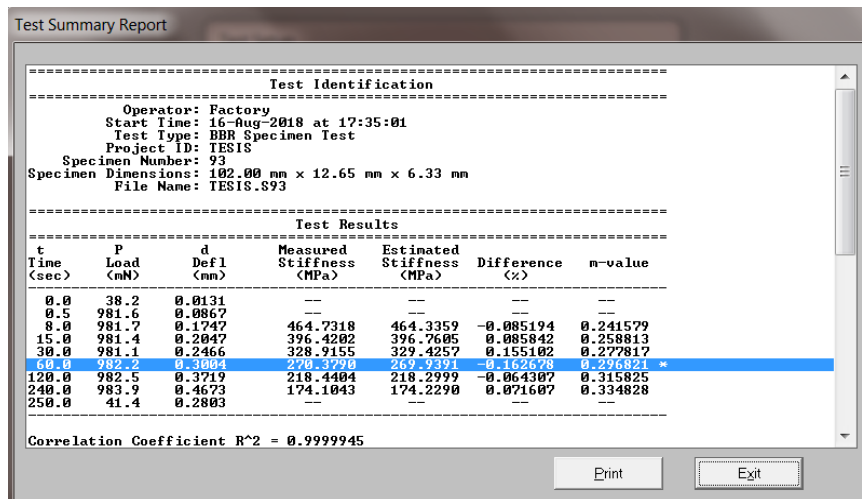 Test Summary Report
================================================================
Test Identification
================================================================
Operator: Factory
Start Time: 16-Aug-2018 at 17:35:01
Test Type: BBR Specimen Test
Project ID: TESIS
Specimen Number: 93
Specimen Dimensions: 102.00 mm x 12.65 mm x 6.33 mm
File Name: TESIS.S93
================================================================
Test Results
================================================================
t P d Measured Estimated
Time Load Defl Stiffness Stiffness Difference m-value
(sec) (mN) (mm) (MPa) (MPa) (%)
----------------------------------------------------------------
0.0 38.2 0.0131 -- -- -- --
0.5 981.6 0.0867 -- -- -- --
8.0 981.7 0.1747 464.7318 464.3359 -0.085194 0.241579
15.0 981.4 0.2047 396.4202 396.7605 0.085842 0.258813
30.0 981.1 0.2466 328.9155 329.4257 0.155102 0.277817
60.0 982.2 0.3004 270.3790 269.9391 -0.162678 0.296821 *
120.0 982.5 0.3719 218.4404 218.2999 -0.064307 0.315825
240.0 983.9 0.4673 174.1043 174.2290 0.071607 0.334828
250.0 41.4 0.2803 -- -- -- --
----------------------------------------------------------------
Correlation Coefficient R^2 = 0.9999945
Print Exit